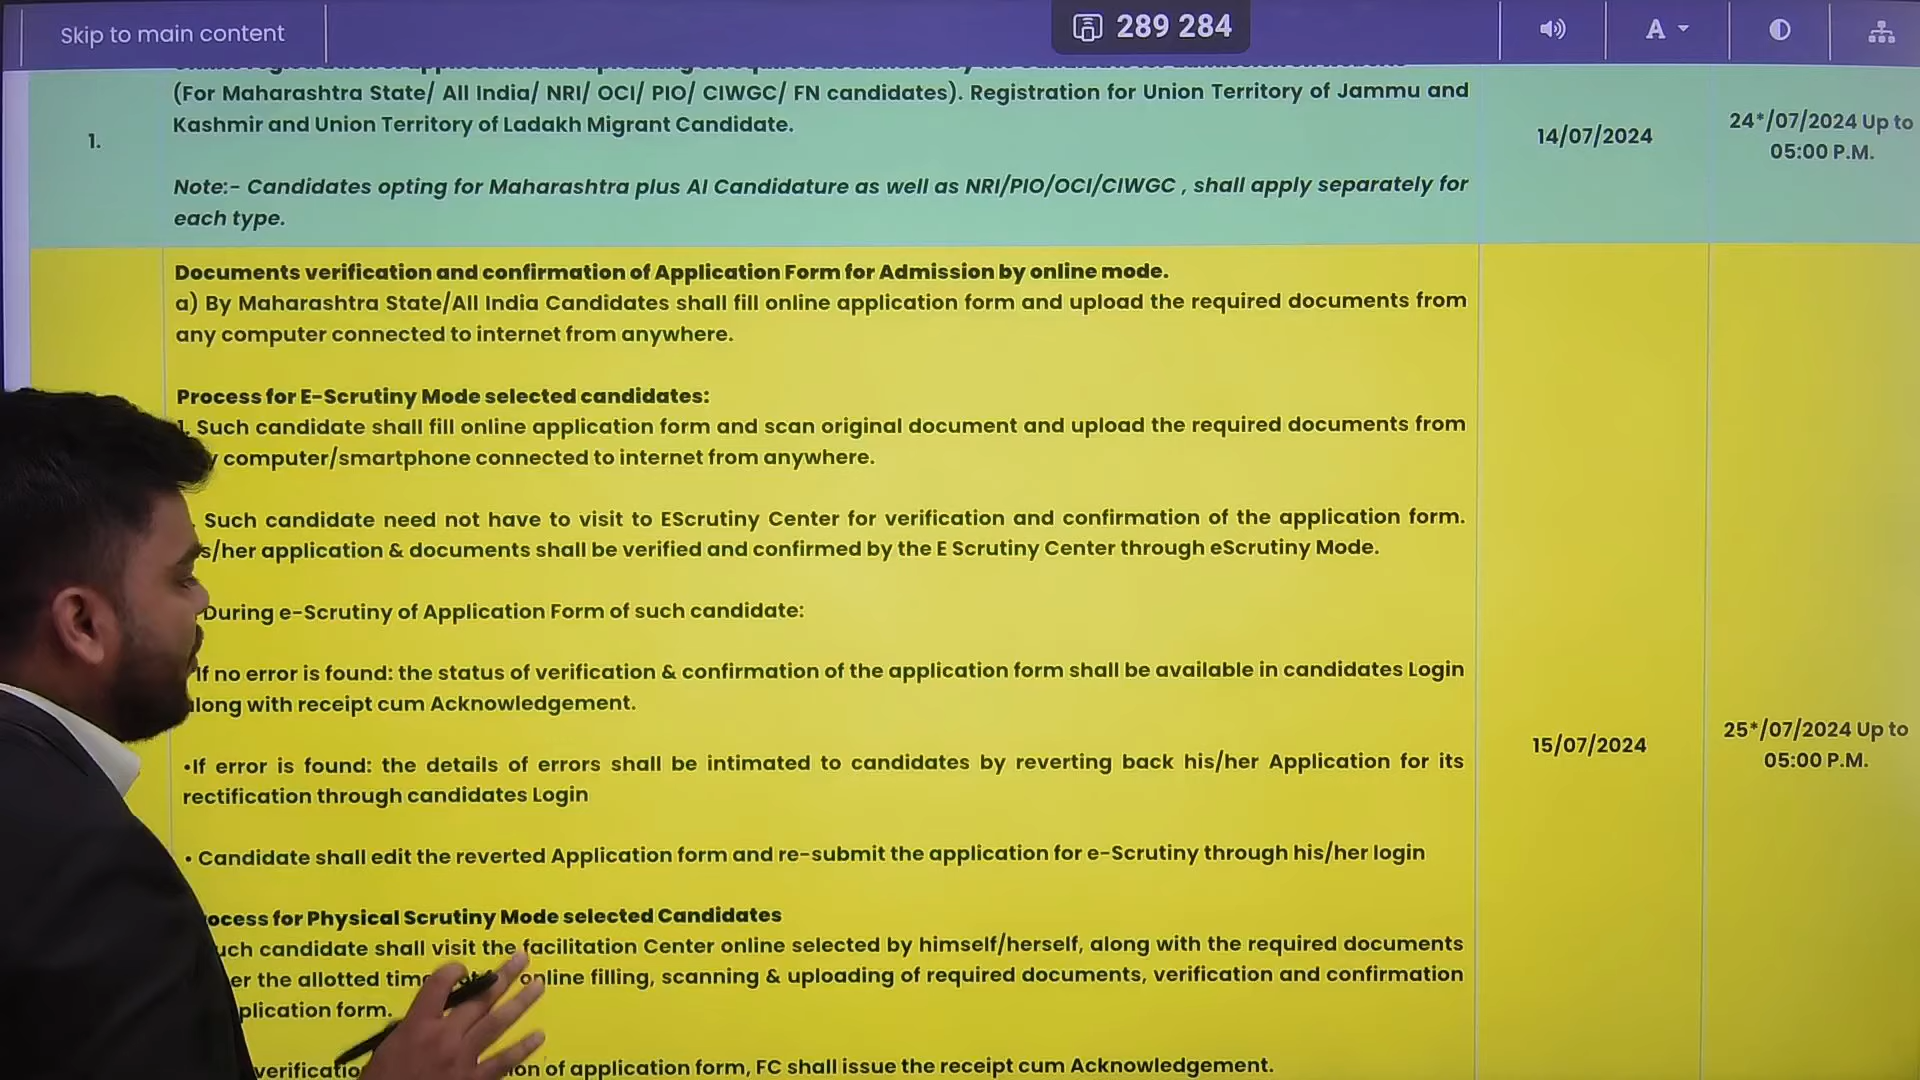 Skip to main content
289 284
A
(For Maharashtra State/ All India/ NRI/ OCI/ PIO/ CIWGC/ FN candidates). Registration for Union Territory of Jammu and
Kashmir and Union Territory of Ladakh Migrant Candidate.
1.
14/07/2024
24*/07/2024 Up to
05:00 P.M.
Note:- Candidates opting for Maharashtra plus AI Candidature as well as NRI/PIO/OCI/CIWGC , shall apply separately for
each type.
Documents verification and confirmation of Application Form for Admission by online mode.
a) By Maharashtra State/All India Candidates shall fill online application form and upload the required documents from
any computer connected to internet from anywhere.
Process for E-Scrutiny Mode selected candidates:
1. Such candidate shall fill online application form and scan original document and upload the required documents from
computer/smartphone connected to internet from anywhere.
Such candidate need not have to visit to EScrutiny Center for verification and confirmation of the application form.
s/her application & documents shall be verified and confirmed by the E Scrutiny Center through eScrutiny Mode.
During e-Scrutiny of Application Form of such candidate:
If no error is found: the status of verification & confirmation of the application form shall be available in candidates Login
long with receipt cum Acknowledgement.
15/07/2024
25*/07/2024 Up to
05:00 P.M.
•If error is found: the details of errors shall be intimated to candidates by reverting back his/her Application for its
rectification through candidates Login
• Candidate shall edit the reverted Application form and re-submit the application for e-Scrutiny through his/her login
ocess for Physical Scrutiny Mode selected Candidates
uch candidate shall visit the facilitation Center online selected by himself/herself, along with the required documents
er the allotted tim online filling, scanning & uploading of required documents, verification and confirmation
plication form.
verificatio on of application form, FC shall issue the receipt cum Acknowledgement.